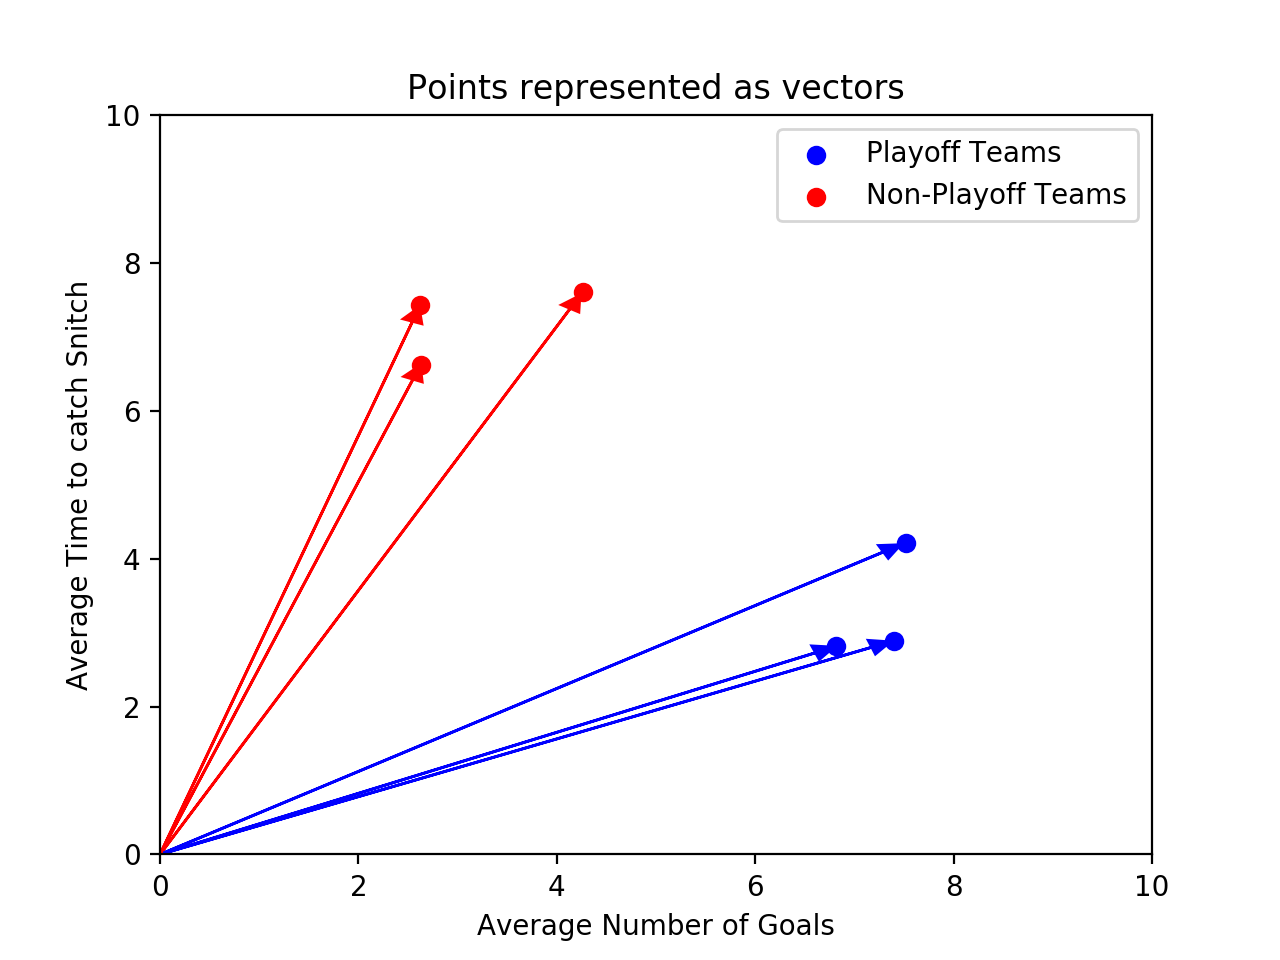 Points represented as vectors
Playoff Teams
Non-Playoff Teams
10
8
6
4
2
0
Average Time to catch Snitch
0 2 4 6 8 10
Average Number of Goals